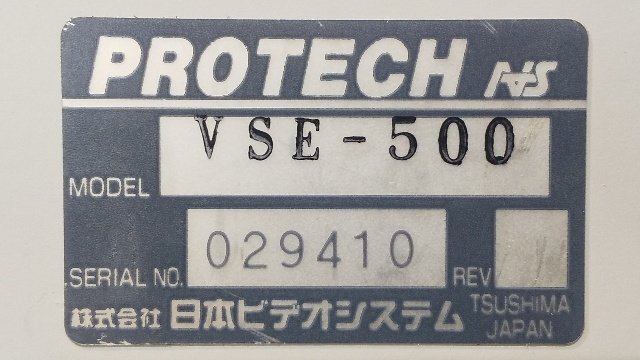 PROTECH NVS
VSE-500
MODEL
029410
SERIAL NO.
REV
株式会社 日本ビデオシステム
TSUSHIMA
JAPAN